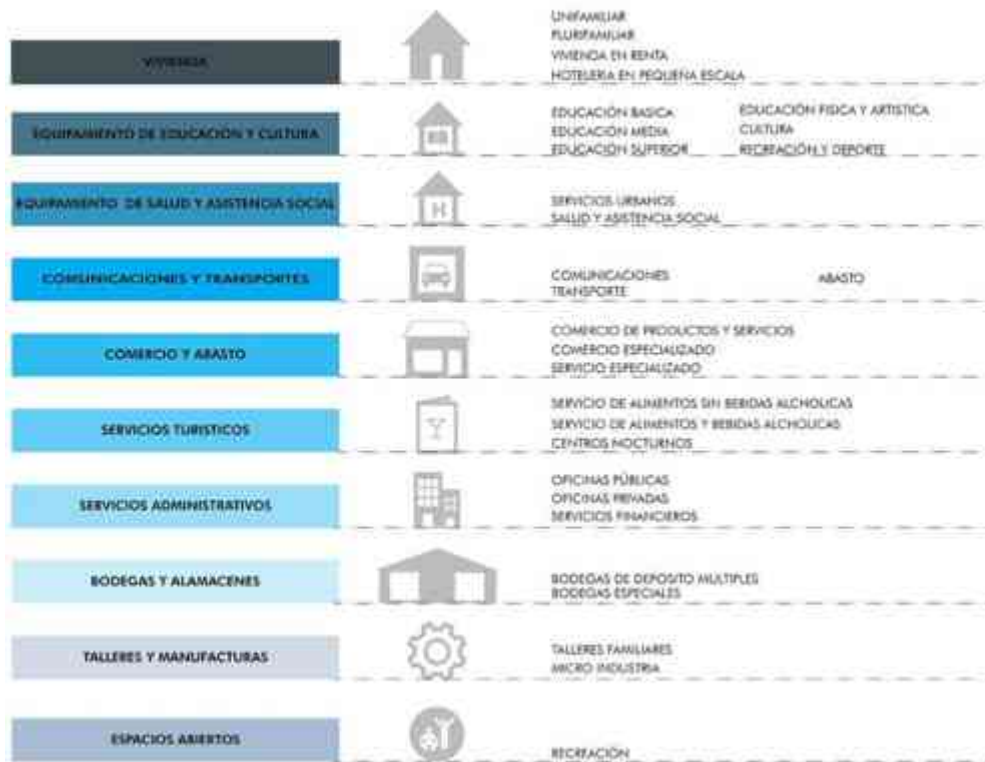 VIVIENDA
UNIFAMILIAR
PLURIFAMILIAR
VIVIENDA EN RENTA
HOTELERIA EN PEQUEÑA ESCALA
EQUIPAMIENTO DE EDUCACIÓN Y CULTURA
EDUCACIÓN BASICA
EDUCACIÓN MEDIA
EDUCACIÓN SUPERIOR
EDUCACIÓN FISICA Y ARTISTICA
CULTURA
RECREACIÓN Y DEPORTE
EQUIPAMIENTO DE SALUD Y ASISTENCIA SOCIAL
H
SERVICIOS URBANOS
SALUD Y ASISTENCIA SOCIAL
COMUNICACIONES Y TRANSPORTES
COMUNICACIONES
TRANSPORTE
ABASTO
COMERCIO Y ABASTO
COMERCIO DE PRODUCTOS Y SERVICIOS
COMERCIO ESPECIALIZADO
SERVICIO ESPECIALIZADO
SERVICIOS TURISTICOS
SERVICIO DE ALIMENTOS SIN BEBIDAS ALCHOLICAS
SERVICIO DE ALIMENTOS Y BEBIDAS ALCHOLICAS
CENTROS NOCTURNOS
SERVICIOS ADMINISTRATIVOS
OFICINAS PÚBLICAS
OFICINAS PRIVADAS
SERVICIOS FINANCIEROS
BODEGAS Y ALAMACENES
BODEGAS DE DEPOSITO MULTIPLES
BODEGAS ESPECIALES
TALLERES Y MANUFACTURAS
TALLERES FAMILIARES
MICRO INDUSTRIA
ESPACIOS ABIERTOS
RECREACIÓN